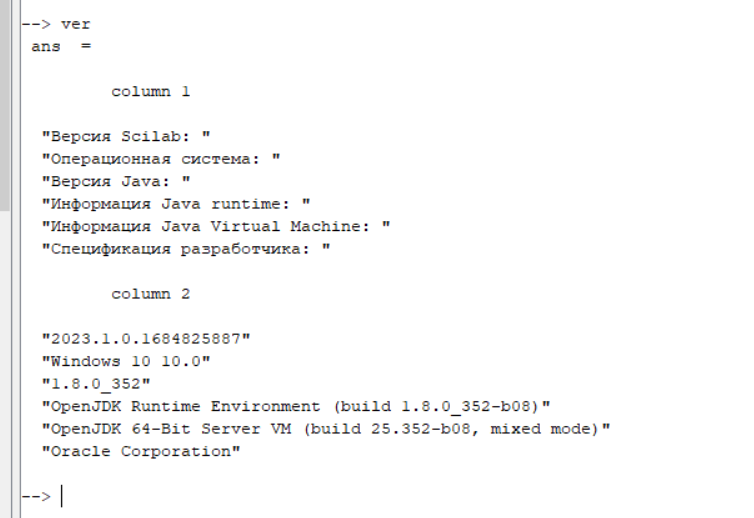 --> ver
ans  =
column 1
"Версия Scilab: "
"Операционная система: "
"Версия Java: "
"Информация Java runtime: "
"Информация Java Virtual Machine: "
"Спецификация разработчика: "
column 2
"2023.1.0.1684825887"
"Windows 10 10.0"
"1.8.0_352"
"OpenJDK Runtime Environment (build 1.8.0_352-b08)"
"OpenJDK 64-Bit Server VM (build 25.352-b08, mixed mode)"
"Oracle Corporation"
-->